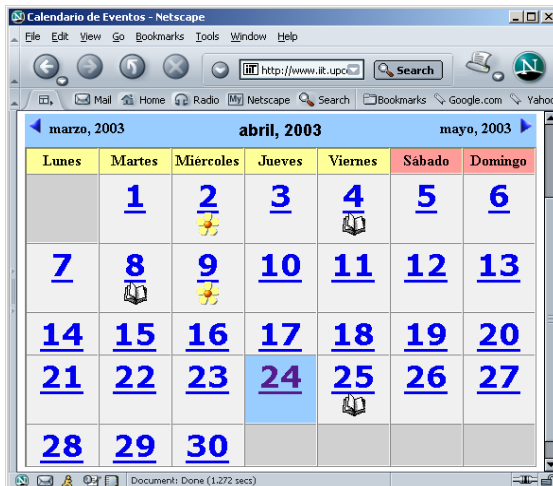 Calendario de Eventos - Netscape
File Edit View Go Bookmarks Tools Window Help
http://www.iit.upc Search
Mail Home Radio My Netscape Search Bookmarks Google.com Yahoo
marzo, 2003 abril, 2003 mayo, 2003
Lunes Martes Miércoles Jueves Viernes Sábado Domingo
1 2 3 4 5 6
7 8 9 10 11 12 13
14 15 16 17 18 19 20
21 22 23 24 25 26 27
28 29 30
Document: Done (1.272 secs)